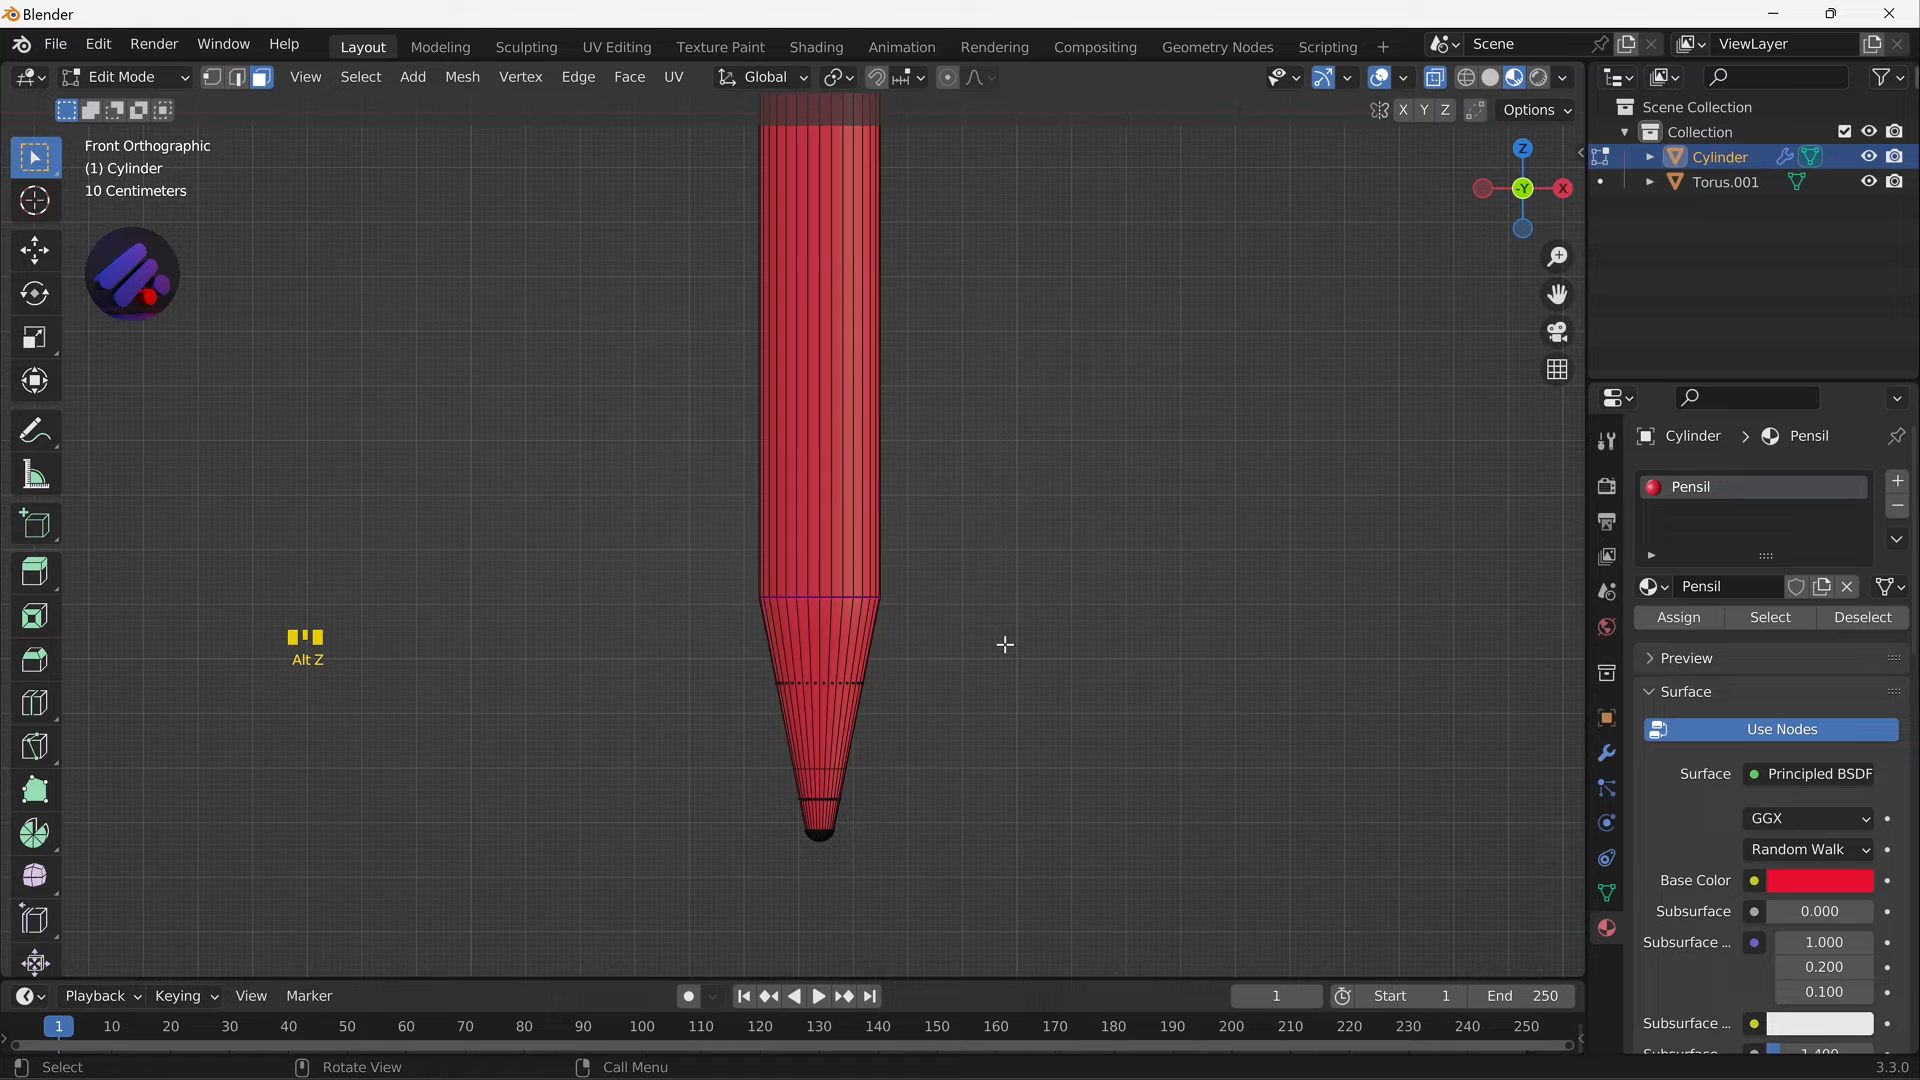 Blender
File Edit Render Window Help Layout Modeling Sculpting UV Editing Texture Paint Shading Animation Rendering Compositing Geometry Nodes Scripting + Scene ViewLayer
Edit Mode View Select Add Mesh Vertex Edge Face UV Global
X Y Z Options
Front Orthographic
(1) Cylinder
10 Centimeters
Z
-Y
X
Alt Z
Scene Collection
Collection
Cylinder
Torus.001
Cylinder > Pensil
Pensil
Pensil
Assign Select Deselect
Preview
Surface
Use Nodes
Surface Principled BSDF
GGX
Random Walk
Base Color
Subsurface 0.000
Subsurface ... 1.000
0.200
0.100
Subsurface ...
Subsurface 1.400
Playback Keying View Marker 1 Start 1 End 250
1 10 20 30 40 50 60 70 80 90 100 110 120 130 140 150 160 170 180 190 200 210 220 230 240 250
Select Rotate View Call Menu 3.3.0